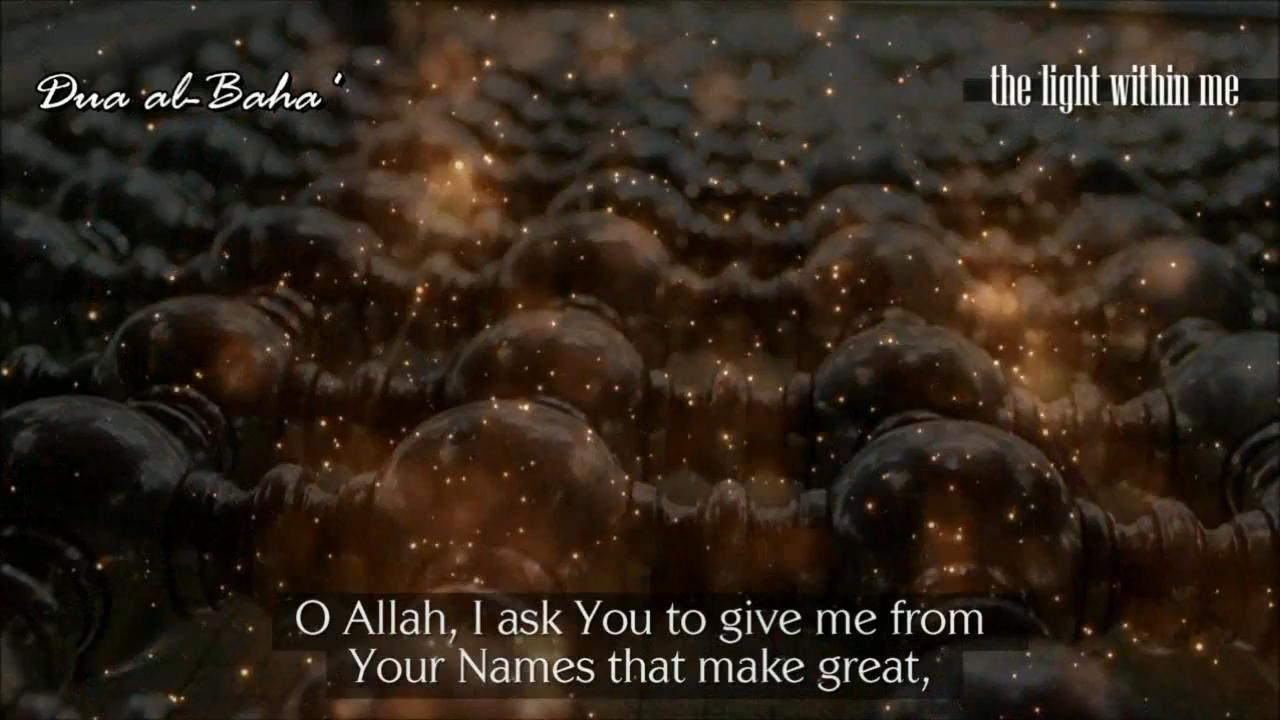 Dua al-Baha'
the light within me
O Allah, I ask You to give me from
Your Names that make great,